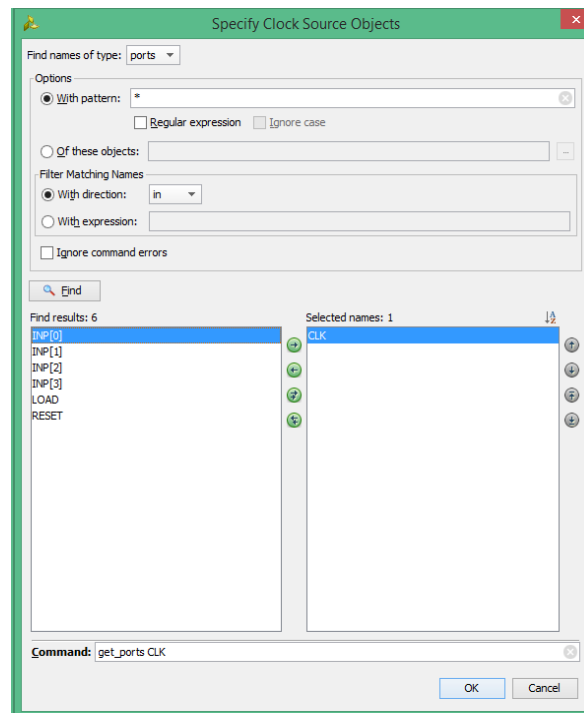 Specify Clock Source Objects
Find names of type: ports
Options
With pattern: *
Regular expression Ignore case
Of these objects:
Filter Matching Names
With direction: in
With expression:
Ignore command errors
Find
Find results: 6 Selected names: 1
INP[0] CLK
INP[1]
INP[2]
INP[3]
LOAD
RESET
Command: get_ports CLK
OK Cancel